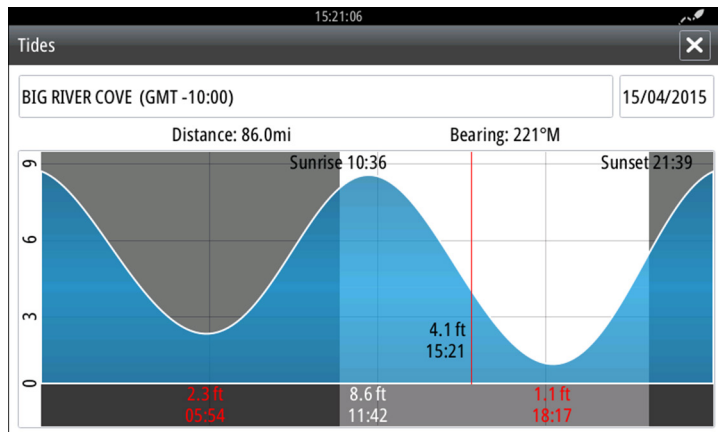 15:21:06
Tides
BIG RIVER COVE (GMT -10:00)
15/04/2015
Distance: 86.0mi
Bearing: 221°M
Sunrise 10:36
Sunset 21:39
9
6
3
0
4.1 ft
15:21
2.3 ft
05:54
8.6 ft
11:42
1.1 ft
18:17